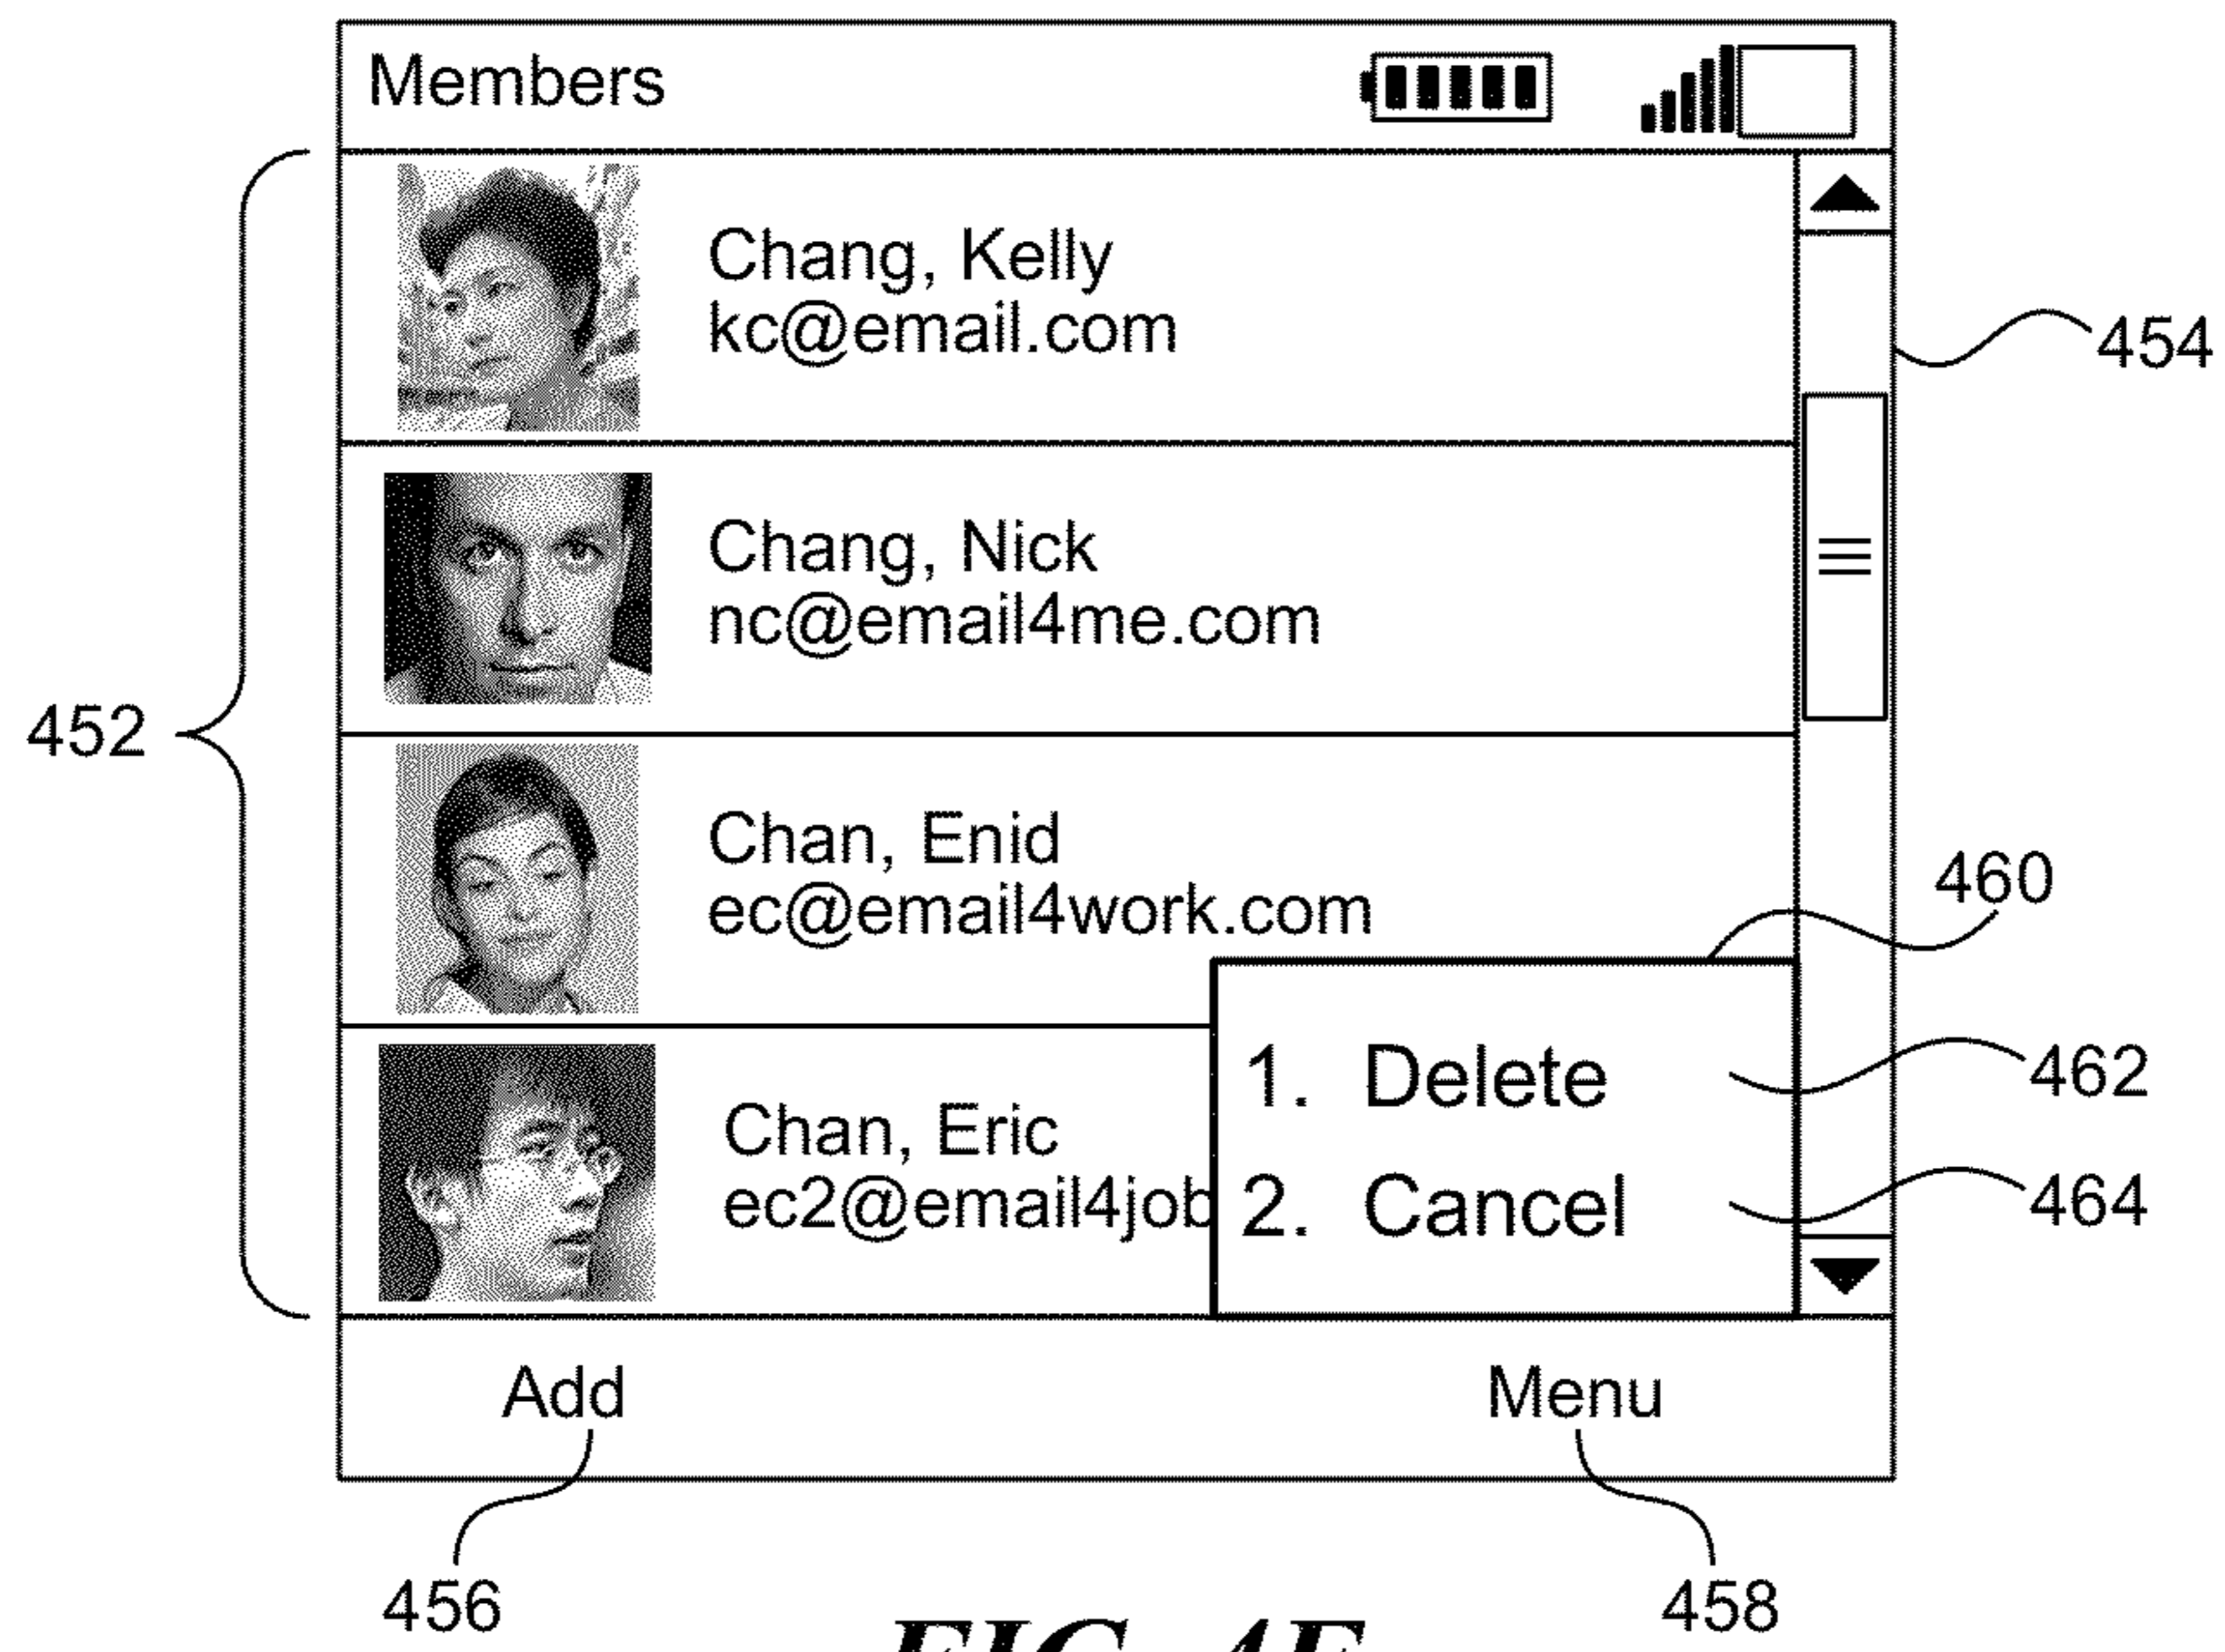 Members
Chang, Kelly
kc@email.com
454
Chang, Nick
nc@email4me.com
452
Chan, Enid
ec@email4work.com
460
1. Delete
462
Chan, Eric
ec2@email4job
2. Cancel
464
Add
Menu
456
458